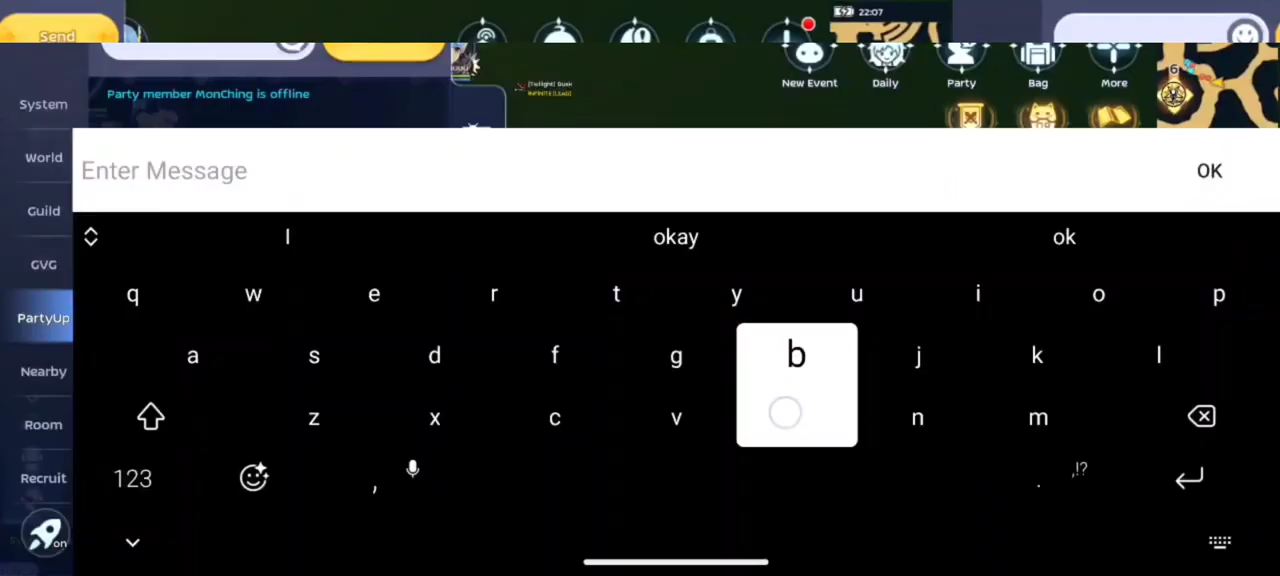 Send
22:07
New Event
Daily
Party
Bag
More
6
Party member MonChing is offline
System
World
Guild
GVG
PartyUp
Nearby
Room
Recruit
on
Enter Message
OK
I
okay
ok
q w e r t y u i o p
a s d f g b j k l
z x c v n m
123 , . ,!?